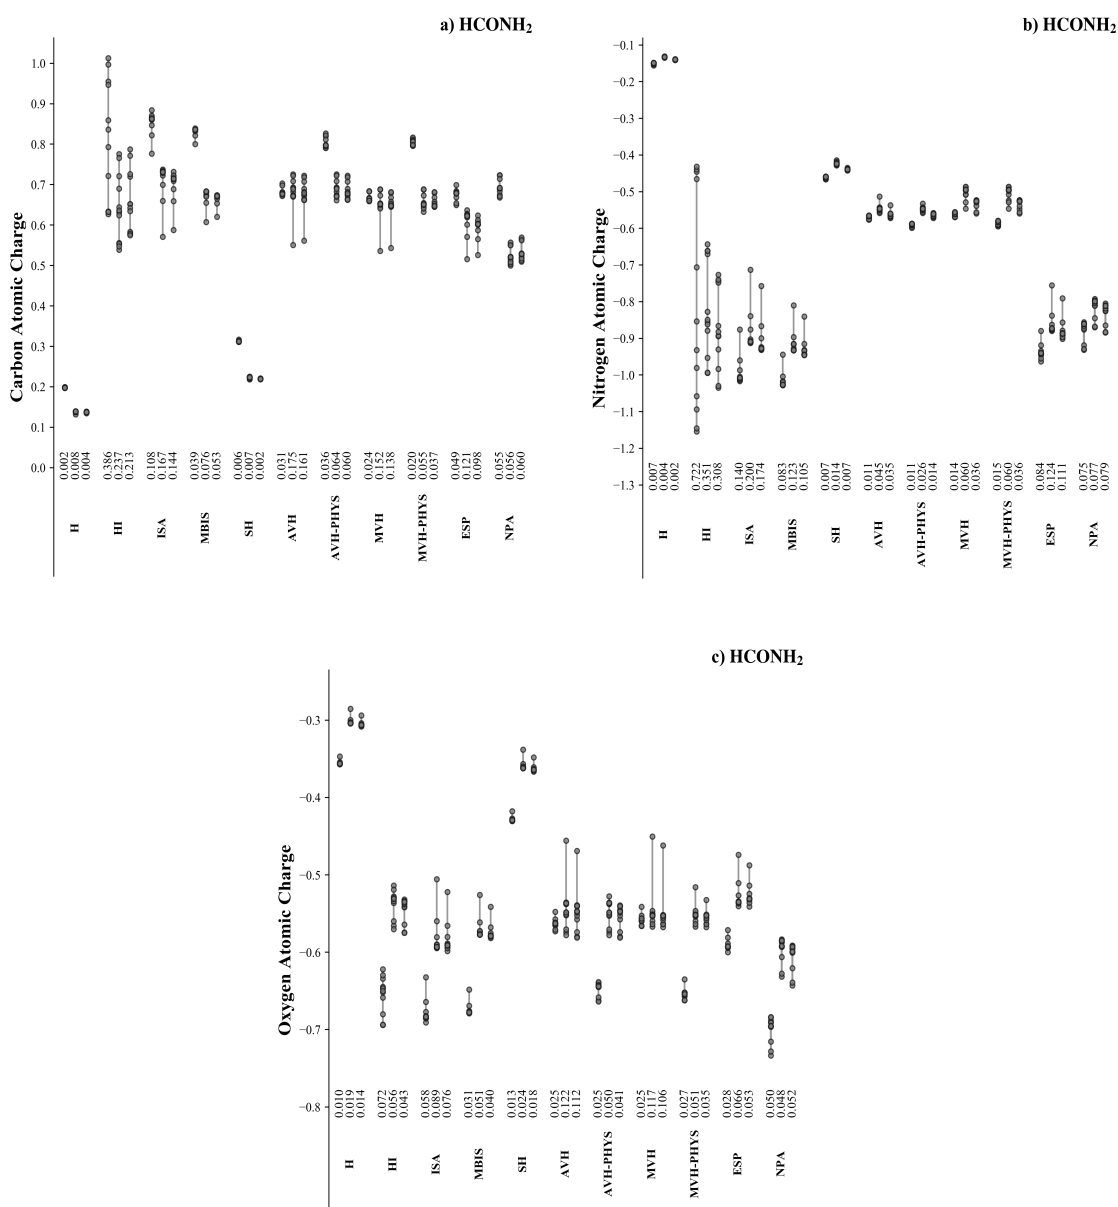 a) HCONH2
Carbon Atomic Charge
1.0
0.9
0.8
0.7
0.6
0.5
0.4
0.3
0.2
0.1
0.0
0.002 0.008 0.004
0.386 0.237 0.213
0.108 0.167 0.144
0.039 0.076 0.053
0.006 0.007 0.002
0.031 0.175 0.161
0.036 0.064 0.060
0.024 0.152 0.138
0.020 0.055 0.037
0.049 0.121 0.098
0.055 0.056 0.060
H
HI
ISA
MBIS
SH
AVH
AVH-PHYS
MVH
MVH-PHYS
ESP
NPA
b) HCONH2
Nitrogen Atomic Charge
−0.1
−0.2
−0.3
−0.4
−0.5
−0.6
−0.7
−0.8
−0.9
−1.0
−1.1
−1.2
−1.3
0.007 0.004 0.002
0.722 0.351 0.308
0.140 0.200 0.174
0.083 0.123 0.105
0.007 0.014 0.007
0.011 0.045 0.035
0.011 0.026 0.014
0.014 0.060 0.036
0.015 0.060 0.036
0.084 0.124 0.111
0.075 0.077 0.079
H
HI
ISA
MBIS
SH
AVH
AVH-PHYS
MVH
MVH-PHYS
ESP
NPA
c) HCONH2
Oxygen Atomic Charge
−0.3
−0.4
−0.5
−0.6
−0.7
−0.8
0.010 0.019 0.014
0.072 0.056 0.043
0.058 0.089 0.076
0.031 0.051 0.040
0.013 0.024 0.018
0.025 0.122 0.112
0.025 0.050 0.041
0.025 0.117 0.106
0.027 0.051 0.035
0.028 0.066 0.053
0.050 0.048 0.052
H
HI
ISA
MBIS
SH
AVH
AVH-PHYS
MVH
MVH-PHYS
ESP
NPA